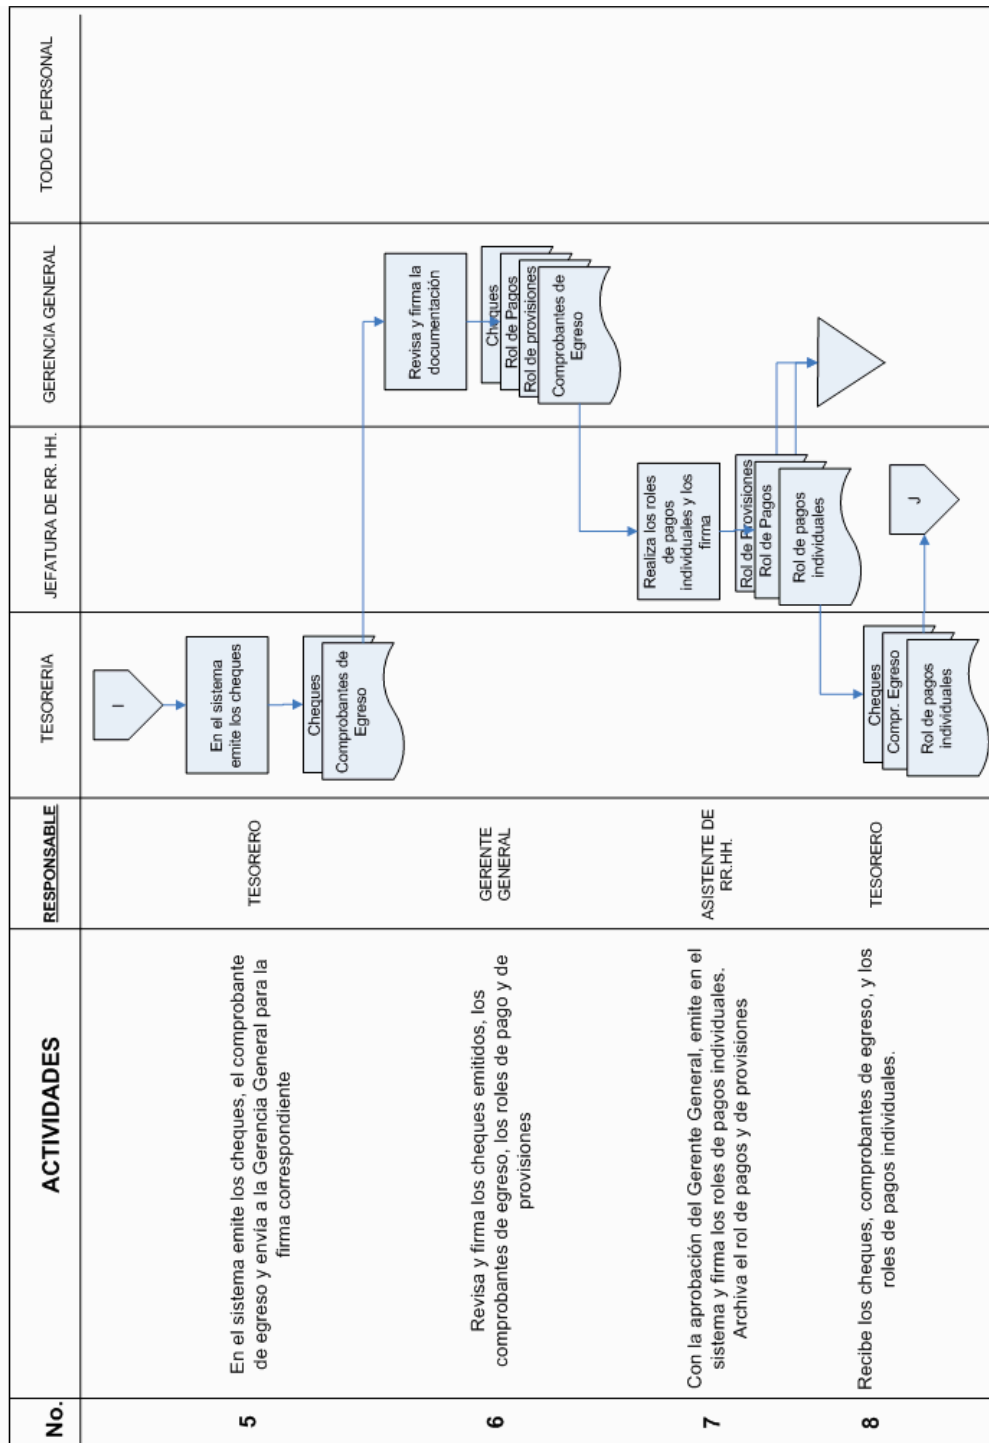 No.
ACTIVIDADES
RESPONSABLE
TESORERIA
JEFATURA DE RR. HH.
GERENCIA GENERAL
TODO EL PERSONAL
5
En el sistema emite los cheques, el comprobante
de egreso y envía a la Gerencia General para la
firma correspondiente
TESORERO
I
En el sistema
emite los cheques
Cheques
Comprobantes de
Egreso
6
Revisa y firma los cheques emitidos, los
comprobantes de egreso, los roles de pago y de
provisiones
GERENTE
GENERAL
Revisa y firma la
documentación
Cheques
Rol de Pagos
Rol de provisiones
Comprobantes de
Egreso
7
Con la aprobación del Gerente General, emite en el
sistema y firma los roles de pagos individuales.
Archiva el rol de pagos y de provisiones
ASISTENTE DE
RR.HH.
Realiza los roles
de pagos
individuales y los
firma
Rol de Provisiones
Rol de Pagos
Rol de pagos
individuales
8
Recibe los cheques, comprobantes de egreso, y los
roles de pagos individuales.
TESORERO
Cheques
Compr. Egreso
Rol de pagos
individuales
J